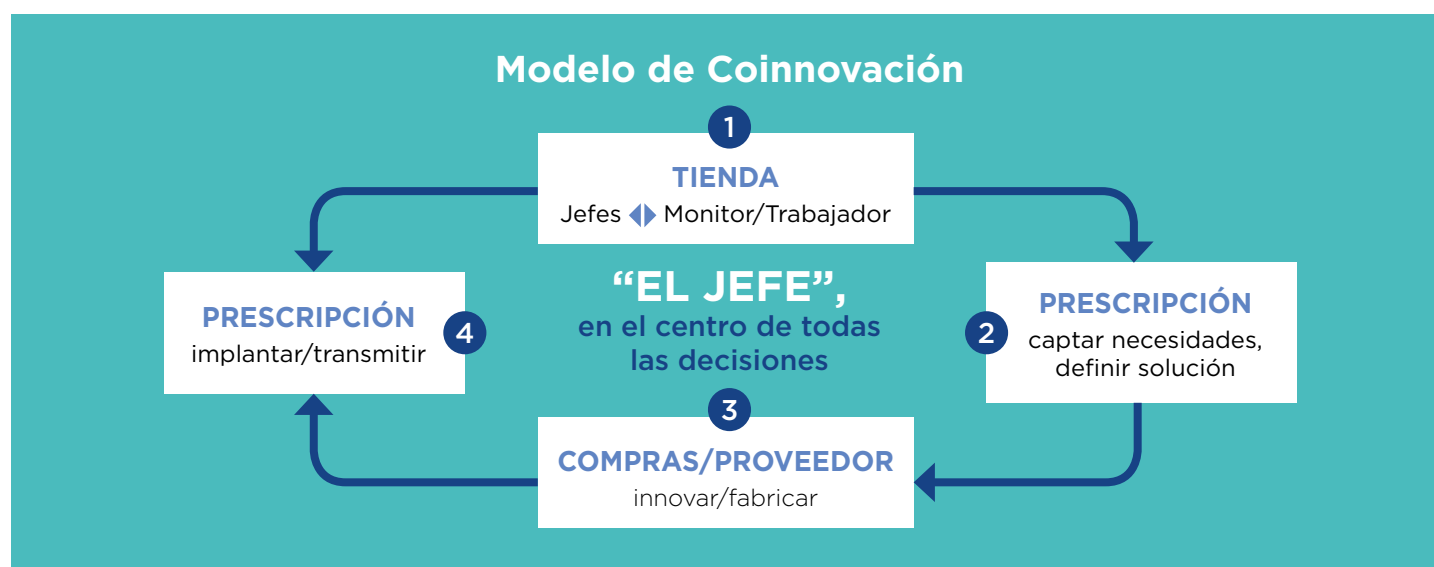 Modelo de Coinnovación
1
TIENDA
Jefes Monitor/Trabajador
PRESCRIPCIÓN
captar necesidades,
definir solución
2
3
COMPRAS/PROVEEDOR
innovar/fabricar
PRESCRIPCIÓN
implantar/transmitir
4
“EL JEFE”,
en el centro de todas
las decisiones